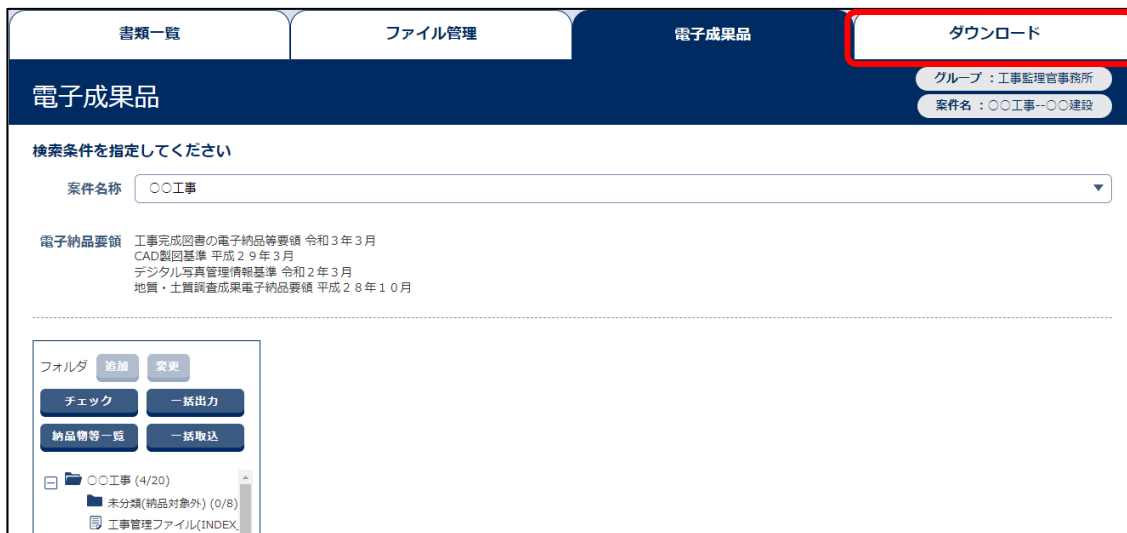 書類一覧
ファイル管理
電子成果品
ダウンロード
電子成果品
グループ ：工事監理官事務所
案件名 ：〇〇工事--〇〇建設
検索条件を指定してください
案件名称
〇〇工事
電子納品要領
工事完成図書の電子納品等要領 令和３年３月
CAD製図基準 平成２９年３月
デジタル写真管理情報基準 令和２年３月
地質・土質調査成果電子納品要領 平成２８年１０月
フォルダ 追加 変更
チェック 一括出力
納品物等一覧 一括取込
〇〇工事 (4/20)
未分類(納品対象外) (0/8)
工事管理ファイル(INDEX_